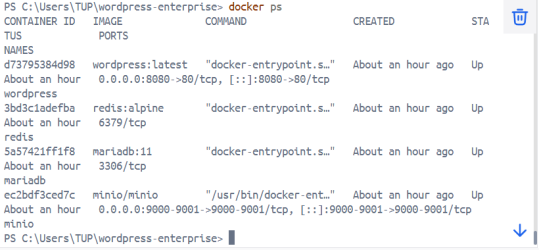 PS C:\Users\TUP\wordpress-enterprise> docker ps
CONTAINER ID   IMAGE              COMMAND                  CREATED             STA
TUS             PORTS
NAMES
d73795384d98   wordpress:latest   "docker-entrypoint.s…"   About an hour ago   Up
About an hour   0.0.0.0:8080->80/tcp, [::]:8080->80/tcp
wordpress
3bd3c1adefba   redis:alpine       "docker-entrypoint.s…"   About an hour ago   Up
About an hour   6379/tcp
redis
5a57421ff1f8   mariadb:11         "docker-entrypoint.s…"   About an hour ago   Up
About an hour   3306/tcp
mariadb
ec2bdf3ced7c   minio/minio        "/usr/bin/docker-ent…"   About an hour ago   Up
About an hour   0.0.0.0:9000-9001->9000-9001/tcp, [::]:9000-9001->9000-9001/tcp
minio
PS C:\Users\TUP\wordpress-enterprise>